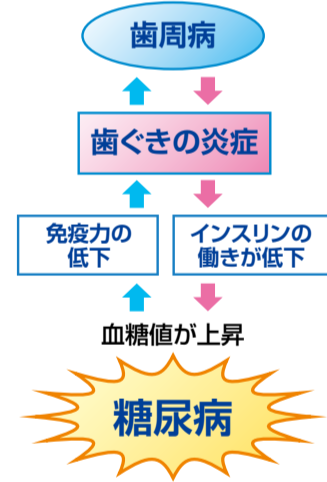 歯周病
歯ぐきの炎症
免疫力の
低下
インスリンの
働きが低下
血糖値が上昇
糖尿病